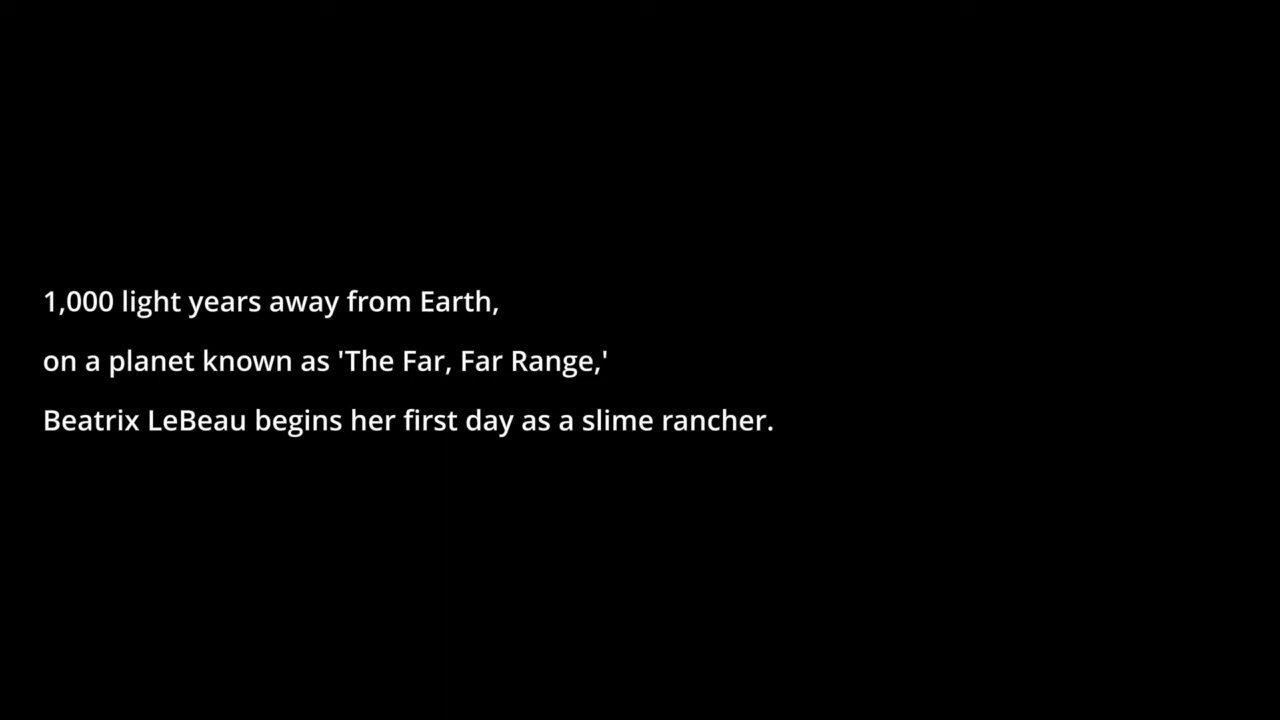 1,000 light years away from Earth,
on a planet known as 'The Far, Far Range,'
Beatrix LeBeau begins her first day as a slime rancher.